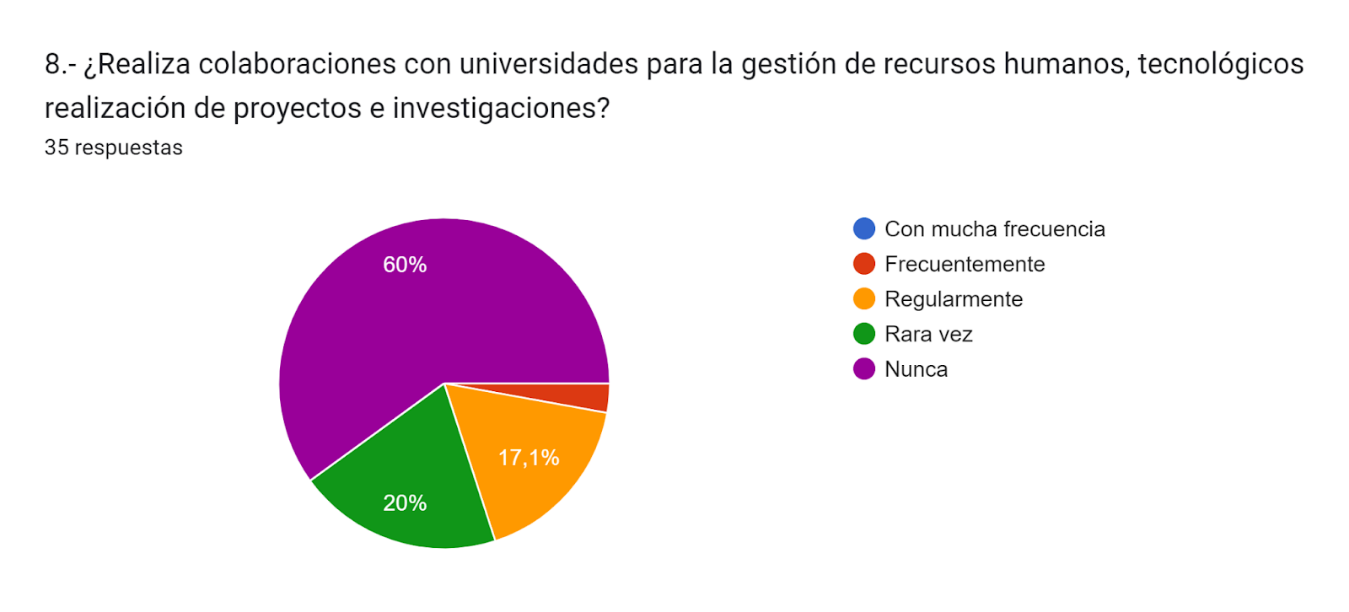 8.- ¿Realiza colaboraciones con universidades para la gestión de recursos humanos, tecnológicos
realización de proyectos e investigaciones?
35 respuestas
60%
17,1%
20%
Con mucha frecuencia
Frecuentemente
Regularmente
Rara vez
Nunca